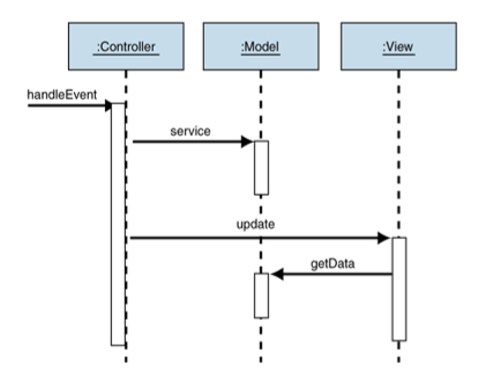 :Controller
:Model
:View
handleEvent
service
update
getData